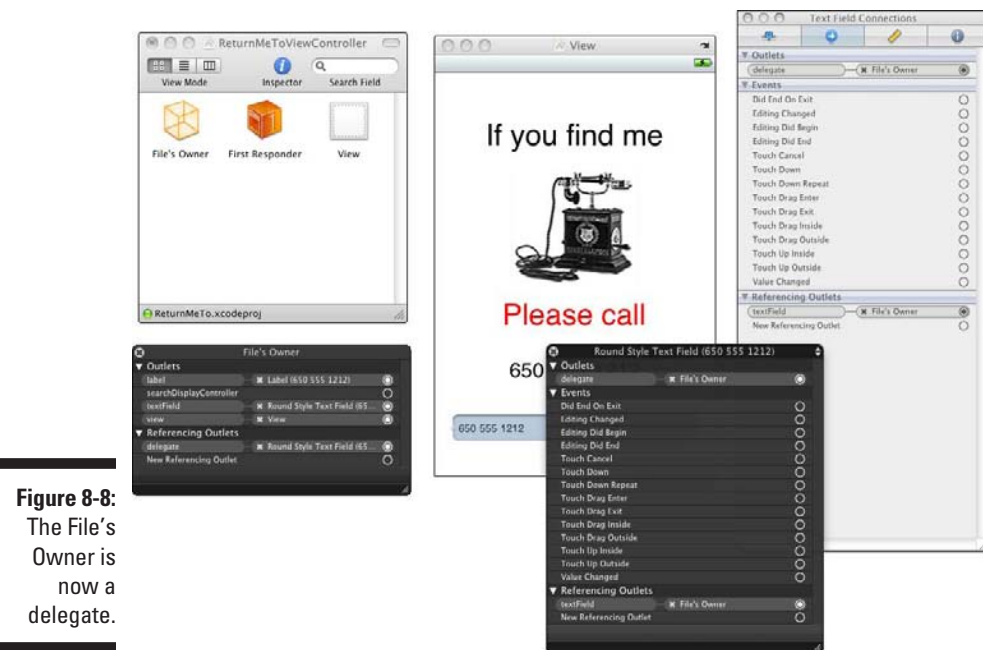 ReturnMeToViewController
View Mode
Inspector
Search Field
File's Owner
First Responder
View
ReturnMeTo.xcodeproj
View
If you find me
Please call
650
650 555 1212
Text Field Connections
Outlets
delegate
File's Owner
Events
Did End On Exit
Editing Changed
Editing Did Begin
Editing Did End
Touch Cancel
Touch Down
Touch Down Repeat
Touch Drag Enter
Touch Drag Exit
Touch Drag Inside
Touch Drag Outside
Touch Up Inside
Touch Up Outside
Value Changed
Referencing Outlets
textField
File's Owner
New Referencing Outlet
File's Owner
Outlets
label
Label (650 555 1212)
searchDisplayController
textField
Round Style Text Field (65...
view
View
Referencing Outlets
delegate
Round Style Text Field (65...
New Referencing Outlet
Round Style Text Field (650 555 1212)
Outlets
delegate
File's Owner
Events
Did End On Exit
Editing Changed
Editing Did Begin
Editing Did End
Touch Cancel
Touch Down
Touch Down Repeat
Touch Drag Enter
Touch Drag Exit
Touch Drag Inside
Touch Drag Outside
Touch Up Inside
Touch Up Outside
Value Changed
Referencing Outlets
textField
File's Owner
New Referencing Outlet
Figure 8-8:
The File's
Owner is
now a
delegate.